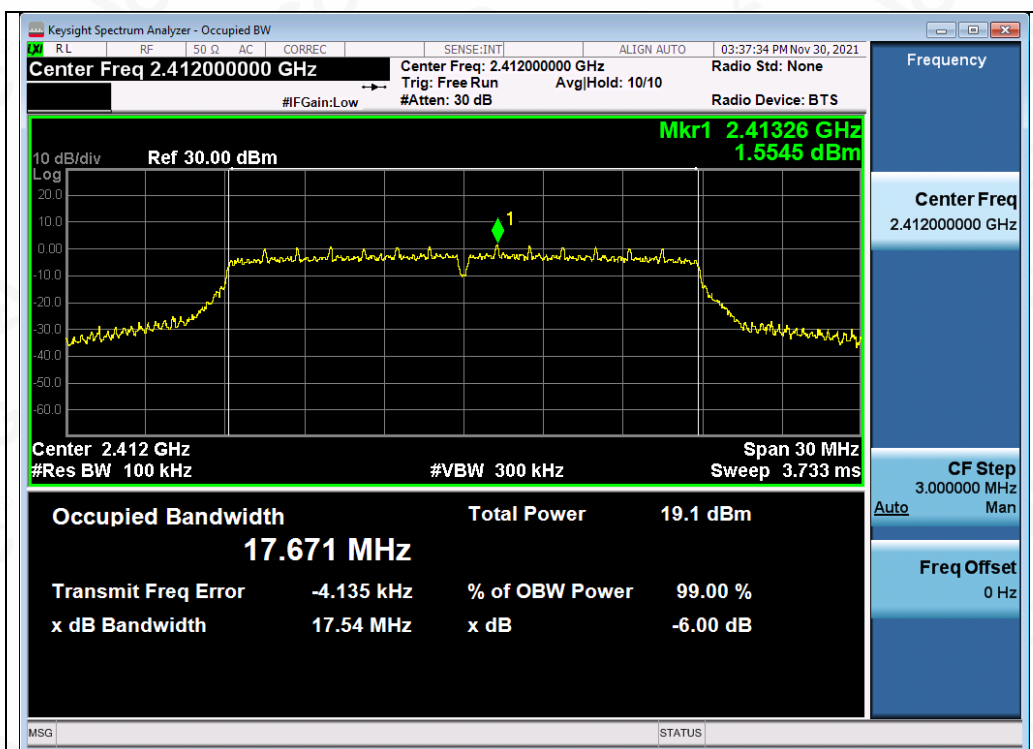 Keysight Spectrum Analyzer - Occupied BW
LXI RL RF 50 Ω AC CORREC SENSE:INT ALIGN AUTO 03:37:34 PM Nov 30, 2021
Center Freq 2.412000000 GHz
Center Freq: 2.412000000 GHz
Radio Std: None
Trig: Free Run Avg|Hold: 10/10
#IFGain:Low
#Atten: 30 dB
Radio Device: BTS
Frequency
Mkr1 2.41326 GHz
1.5545 dBm
10 dB/div Ref 30.00 dBm
Log
20.0
10.0
0.00
-10.0
-20.0
-30.0
-40.0
-50.0
-60.0
1
Center 2.412 GHz
Span 30 MHz
#Res BW 100 kHz
#VBW 300 kHz
Sweep 3.733 ms
Center Freq
2.412000000 GHz
CF Step
3.000000 MHz
Auto Man
Freq Offset
0 Hz
Occupied Bandwidth
17.671 MHz
Total Power 19.1 dBm
Transmit Freq Error -4.135 kHz
% of OBW Power 99.00 %
x dB Bandwidth 17.54 MHz
x dB -6.00 dB
MSG
STATUS